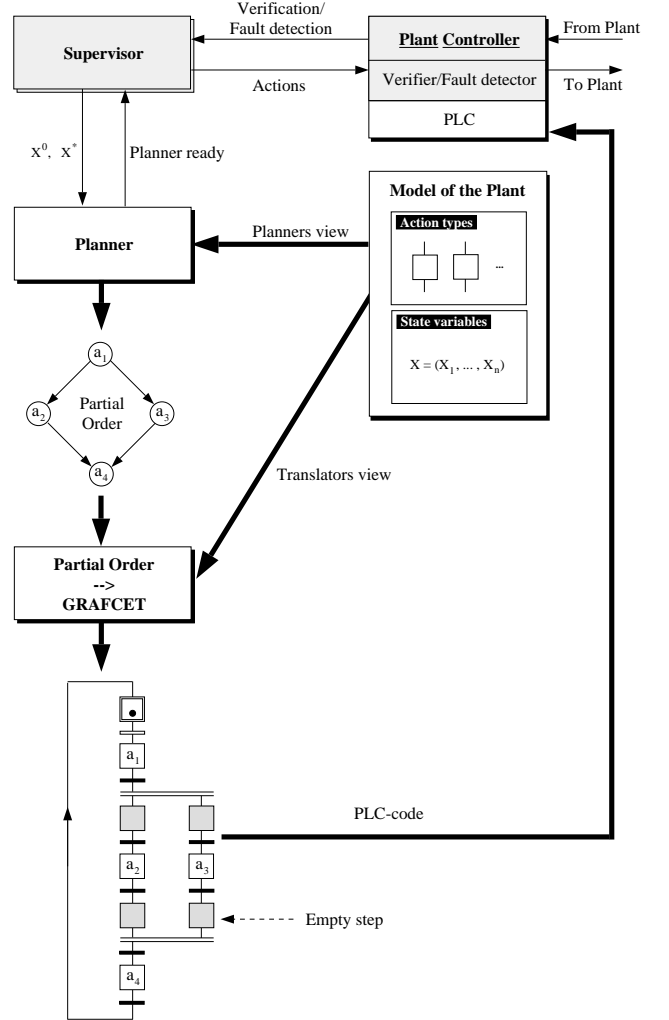 Verification/
Fault detection
From Plant
Plant Controller
Supervisor
Verifier/Fault detector
Actions
To Plant
PLC
X⁰, X*
Planner ready
Model of the Plant
Action types
...
Planners view
Planner
State variables
X = (X₁, ... , Xₙ)
a₁
a₂
Partial
Order
a₃
a₄
Translators view
Partial Order
-->
GRAFCET
a₁
PLC-code
a₂
a₃
Empty step
a₄